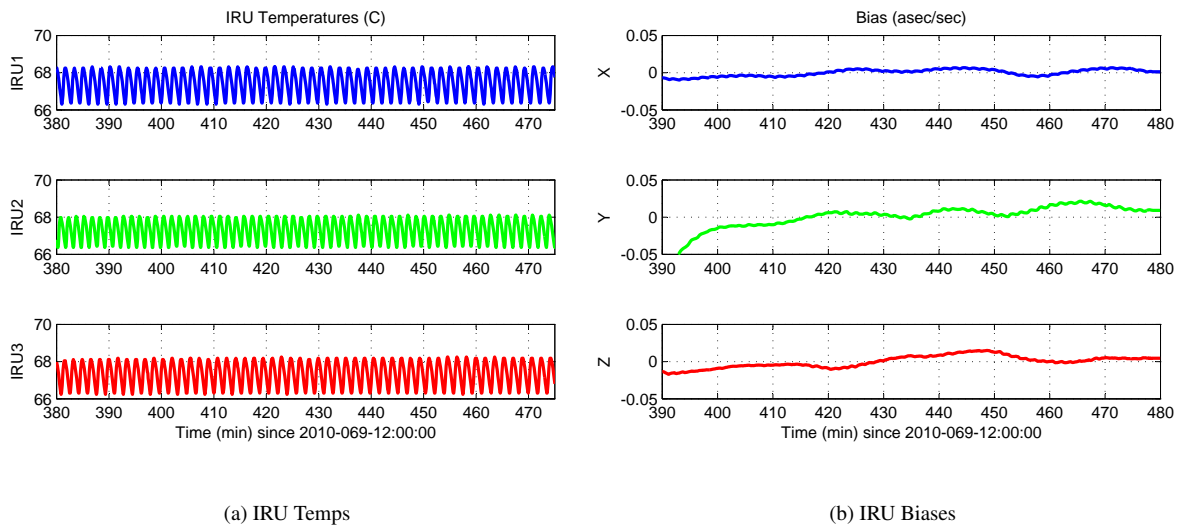 IRU Temperatures (C)
IRU1
70
68
66
380 390 400 410 420 430 440 450 460 470
IRU2
70
68
66
380 390 400 410 420 430 440 450 460 470
IRU3
70
68
66
380 390 400 410 420 430 440 450 460 470
Time (min) since 2010-069-12:00:00
(a) IRU Temps
Bias (asec/sec)
X
0.05
0
-0.05
390 400 410 420 430 440 450 460 470 480
Y
0.05
0
-0.05
390 400 410 420 430 440 450 460 470 480
Z
0.05
0
-0.05
390 400 410 420 430 440 450 460 470 480
Time (min) since 2010-069-12:00:00
(b) IRU Biases